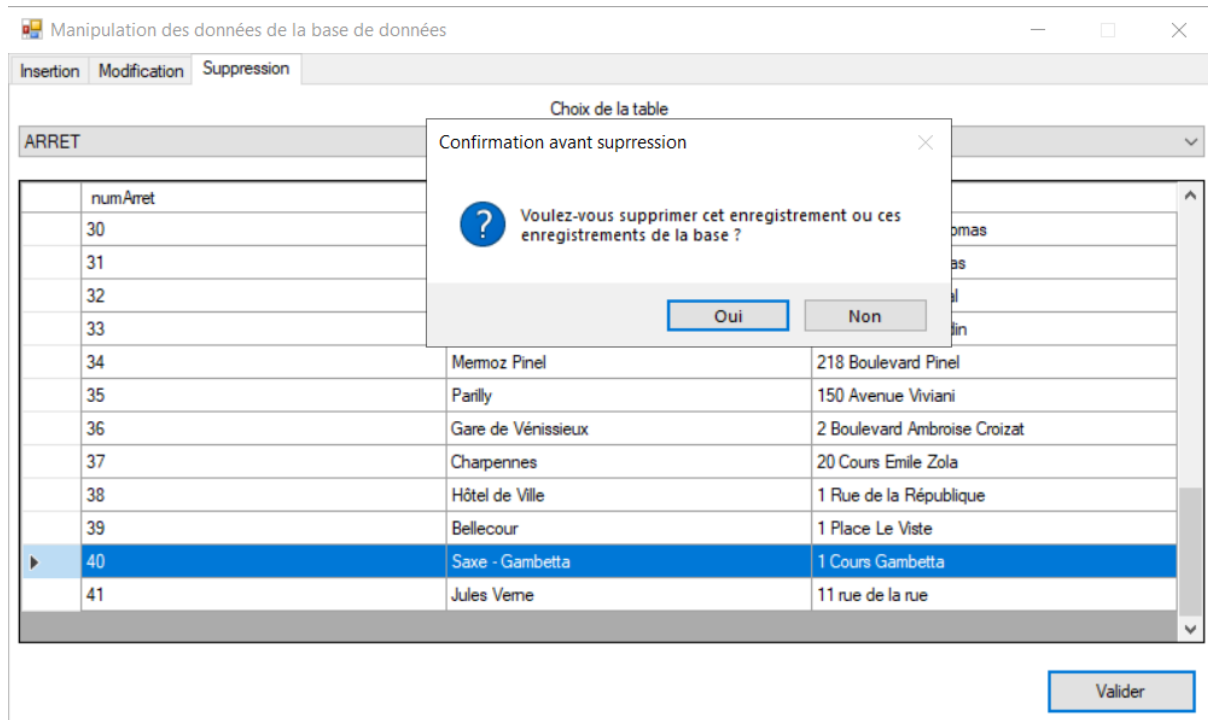 Manipulation des données de la base de données
Insertion Modification Suppression
Choix de la table
ARRET
Confirmation avant suprression
Voulez-vous supprimer cet enregistrement ou ces
enregistrements de la base ?
Oui Non
numArret
30 omas
31 as
32 al
33 din
34 Mermoz Pinel 218 Boulevard Pinel
35 Parilly 150 Avenue Viviani
36 Gare de Vénissieux 2 Boulevard Ambroise Croizat
37 Charpennes 20 Cours Emile Zola
38 Hôtel de Ville 1 Rue de la République
39 Bellecour 1 Place Le Viste
40 Saxe - Gambetta 1 Cours Gambetta
41 Jules Verne 11 rue de la rue
Valider